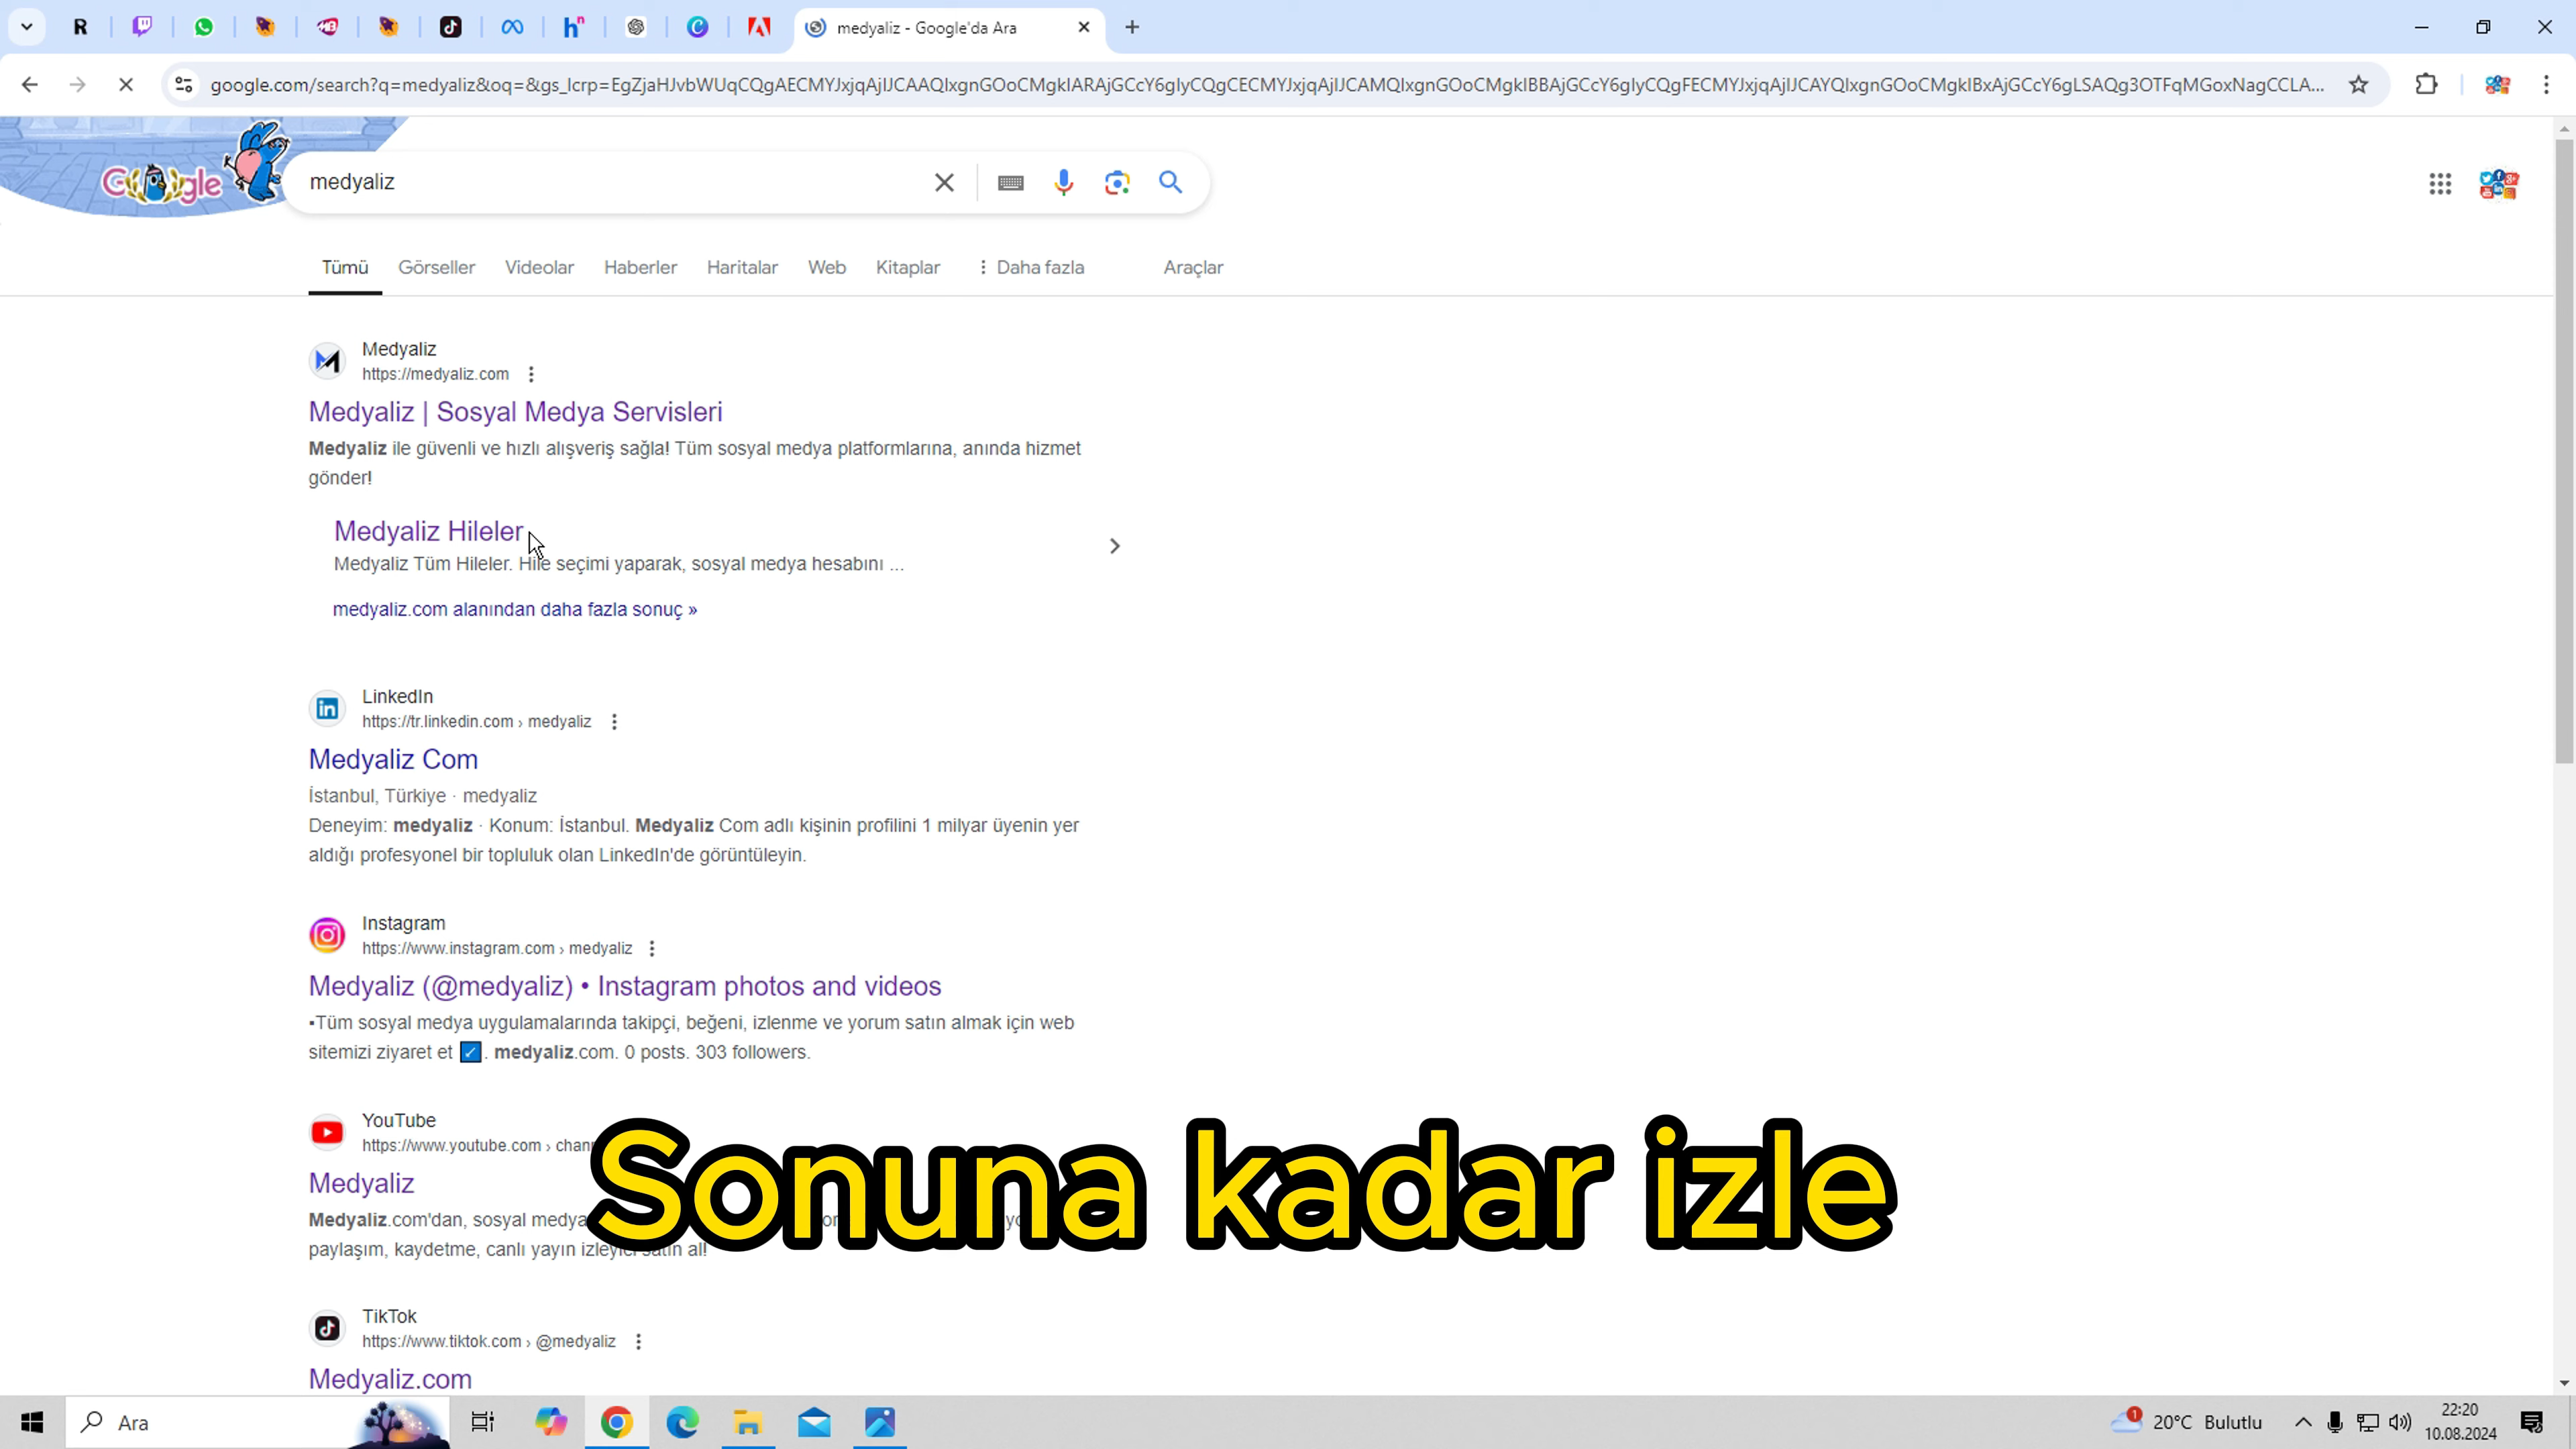 medyaliz - Google'da Ara
google.com/search?q=medyaliz&oq=&gs_lcrp=EgZjaHJvbWUqCQgAECMYJxjqAjIJCAAQIxgnGOoCMgkIARAjGCcY6gIyCQgCECMYJxjqAjIJCAMQIxgnGOoCMgkIBBAjGCcY6gIyCQgFECMYJxjqAjIJCAYQIxgnGOoCMgkIBxAjGCcY6gLSAQg3OTFqMGoxNagCCLA...
Google
medyaliz
Tümü Görseller Videolar Haberler Haritalar Web Kitaplar Daha fazla Araçlar
Medyaliz
https://medyaliz.com
Medyaliz | Sosyal Medya Servisleri
Medyaliz ile güvenli ve hızlı alışveriş sağla! Tüm sosyal medya platformlarına, anında hizmet
gönder!
Medyaliz Hileler
Medyaliz Tüm Hileler. Hile seçimi yaparak, sosyal medya hesabını ...
medyaliz.com alanından daha fazla sonuç »
LinkedIn
https://tr.linkedin.com › medyaliz
Medyaliz Com
İstanbul, Türkiye · medyaliz
Deneyim: medyaliz · Konum: İstanbul. Medyaliz Com adlı kişinin profilini 1 milyar üyenin yer
aldığı profesyonel bir topluluk olan LinkedIn'de görüntüleyin.
Instagram
https://www.instagram.com › medyaliz
Medyaliz (@medyaliz) • Instagram photos and videos
▪Tüm sosyal medya uygulamalarında takipçi, beğeni, izlenme ve yorum satın almak için web
sitemizi ziyaret et ☑. medyaliz.com. 0 posts. 303 followers.
YouTube
https://www.youtube.com › chan
Medyaliz
Sonuna kadar izle
Medyaliz.com'dan, sosyal medya
paylaşım, kaydetme, canlı yayın izleyici satın al!
TikTok
https://www.tiktok.com › @medyaliz
Medyaliz.com
Ara
1
20°C Bulutlu
22:20
10.08.2024